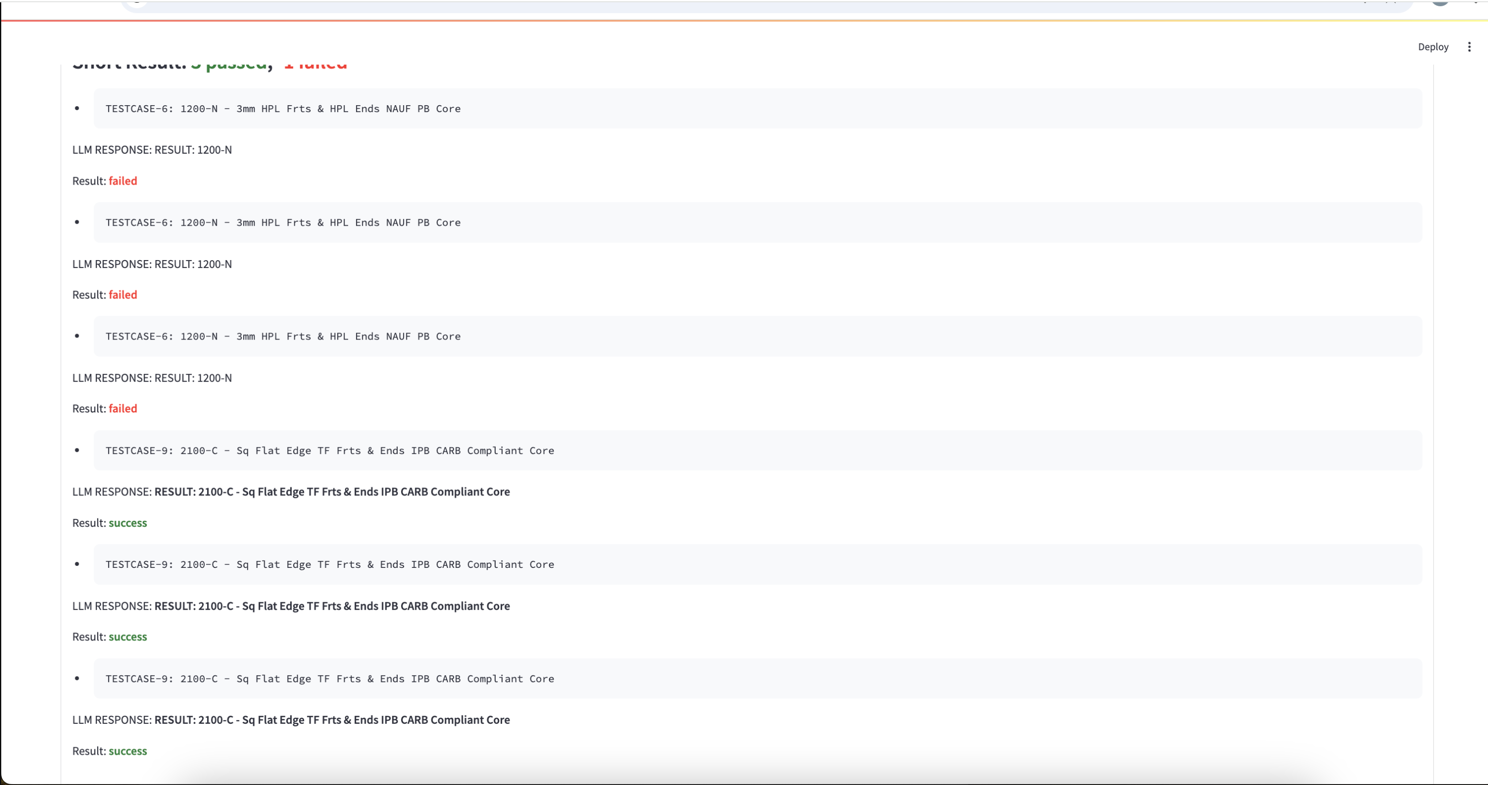 Deploy
Short Result: 3 passed, 1 failed
TESTCASE-6: 1200-N - 3mm HPL Frts & HPL Ends NAUF PB Core
LLM RESPONSE: RESULT: 1200-N
Result: failed
TESTCASE-6: 1200-N - 3mm HPL Frts & HPL Ends NAUF PB Core
LLM RESPONSE: RESULT: 1200-N
Result: failed
TESTCASE-6: 1200-N - 3mm HPL Frts & HPL Ends NAUF PB Core
LLM RESPONSE: RESULT: 1200-N
Result: failed
TESTCASE-9: 2100-C - Sq Flat Edge TF Frts & Ends IPB CARB Compliant Core
LLM RESPONSE: RESULT: 2100-C - Sq Flat Edge TF Frts & Ends IPB CARB Compliant Core
Result: success
TESTCASE-9: 2100-C - Sq Flat Edge TF Frts & Ends IPB CARB Compliant Core
LLM RESPONSE: RESULT: 2100-C - Sq Flat Edge TF Frts & Ends IPB CARB Compliant Core
Result: success
TESTCASE-9: 2100-C - Sq Flat Edge TF Frts & Ends IPB CARB Compliant Core
LLM RESPONSE: RESULT: 2100-C - Sq Flat Edge TF Frts & Ends IPB CARB Compliant Core
Result: success